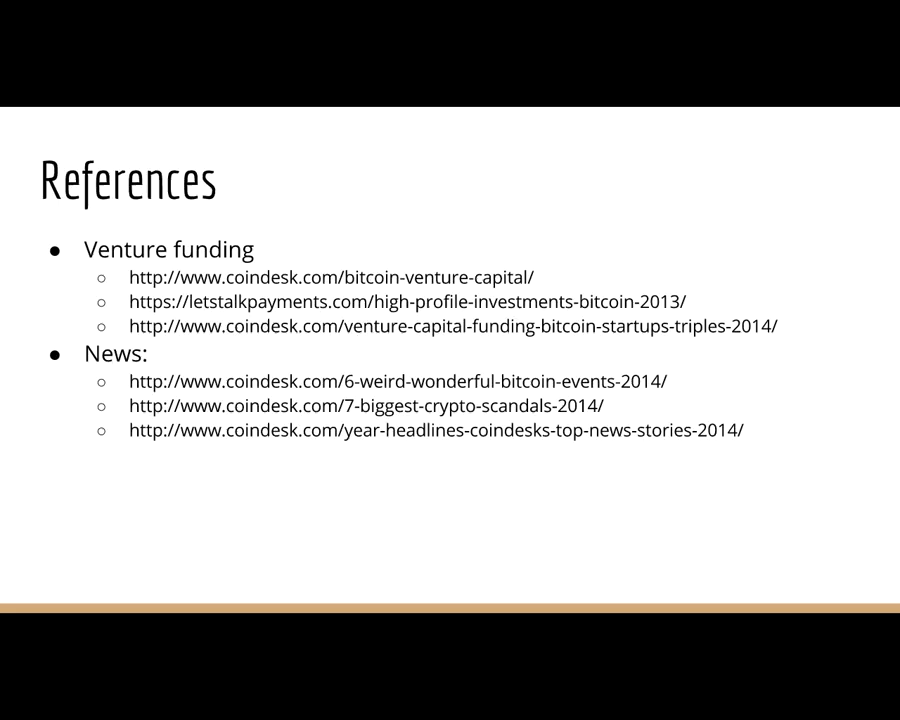 References
● Venture funding
○ http://www.coindesk.com/bitcoin-venture-capital/
○ https://letstalkpayments.com/high-profile-investments-bitcoin-2013/
○ http://www.coindesk.com/venture-capital-funding-bitcoin-startups-triples-2014/
● News:
○ http://www.coindesk.com/6-weird-wonderful-bitcoin-events-2014/
○ http://www.coindesk.com/7-biggest-crypto-scandals-2014/
○ http://www.coindesk.com/year-headlines-coindesks-top-news-stories-2014/